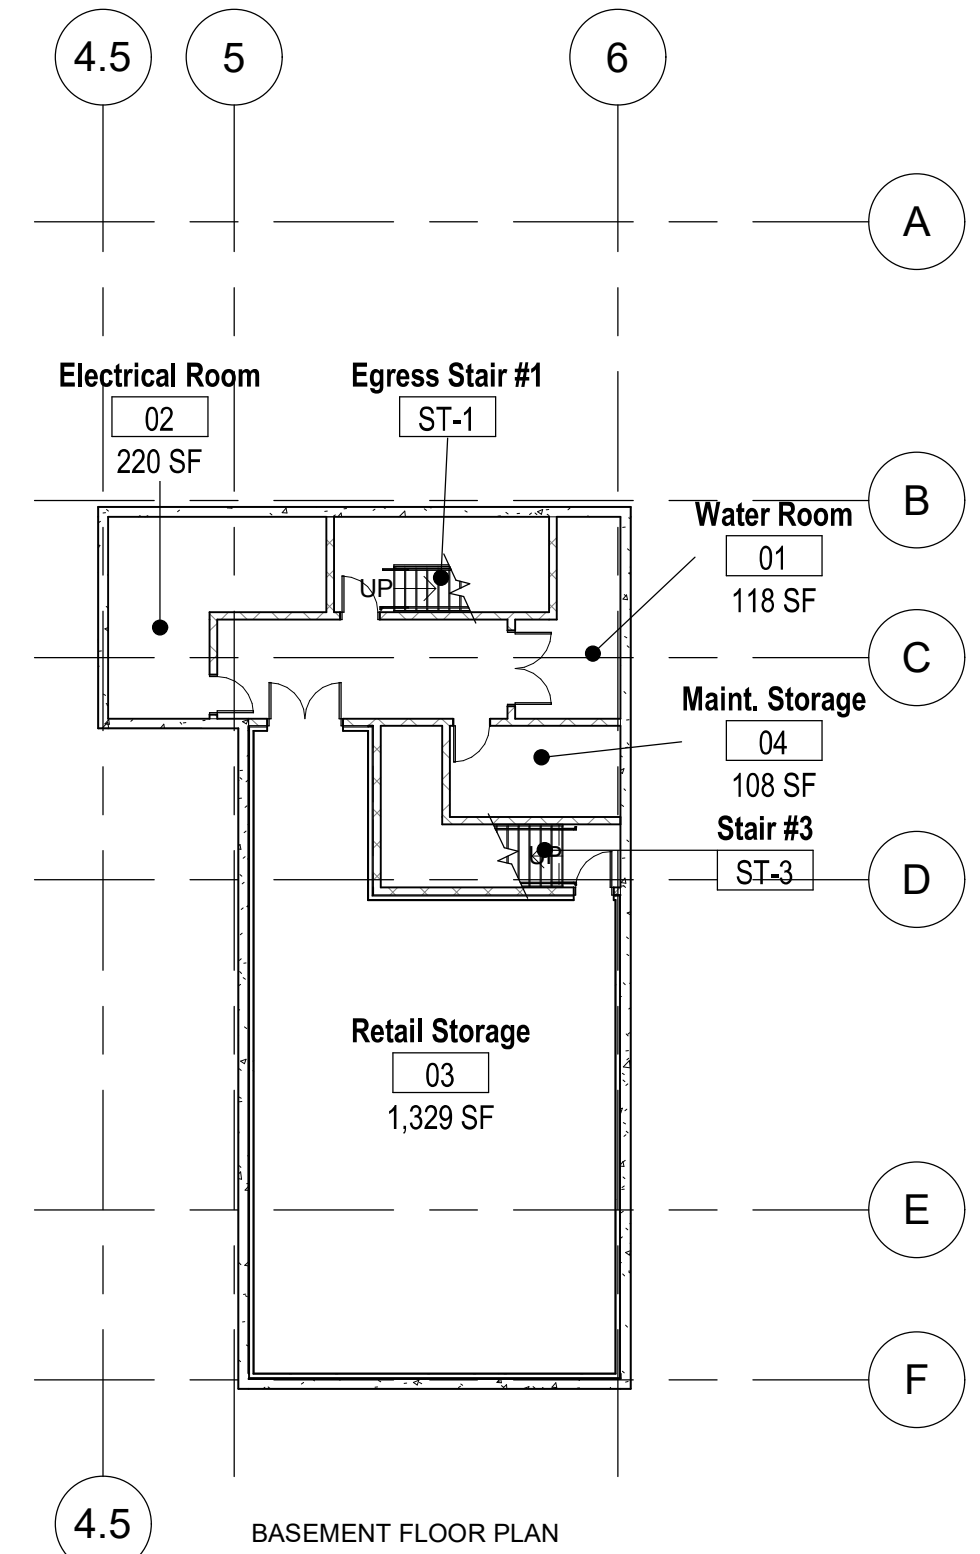 4.5
5
6
A
Electrical Room
02
220 SF
Egress Stair #1
ST-1
B
Water Room
01
118 SF
UP
C
Maint. Storage
04
108 SF
Stair #3
ST-3
UP
D
Retail Storage
03
1,329 SF
E
F
4.5
BASEMENT FLOOR PLAN